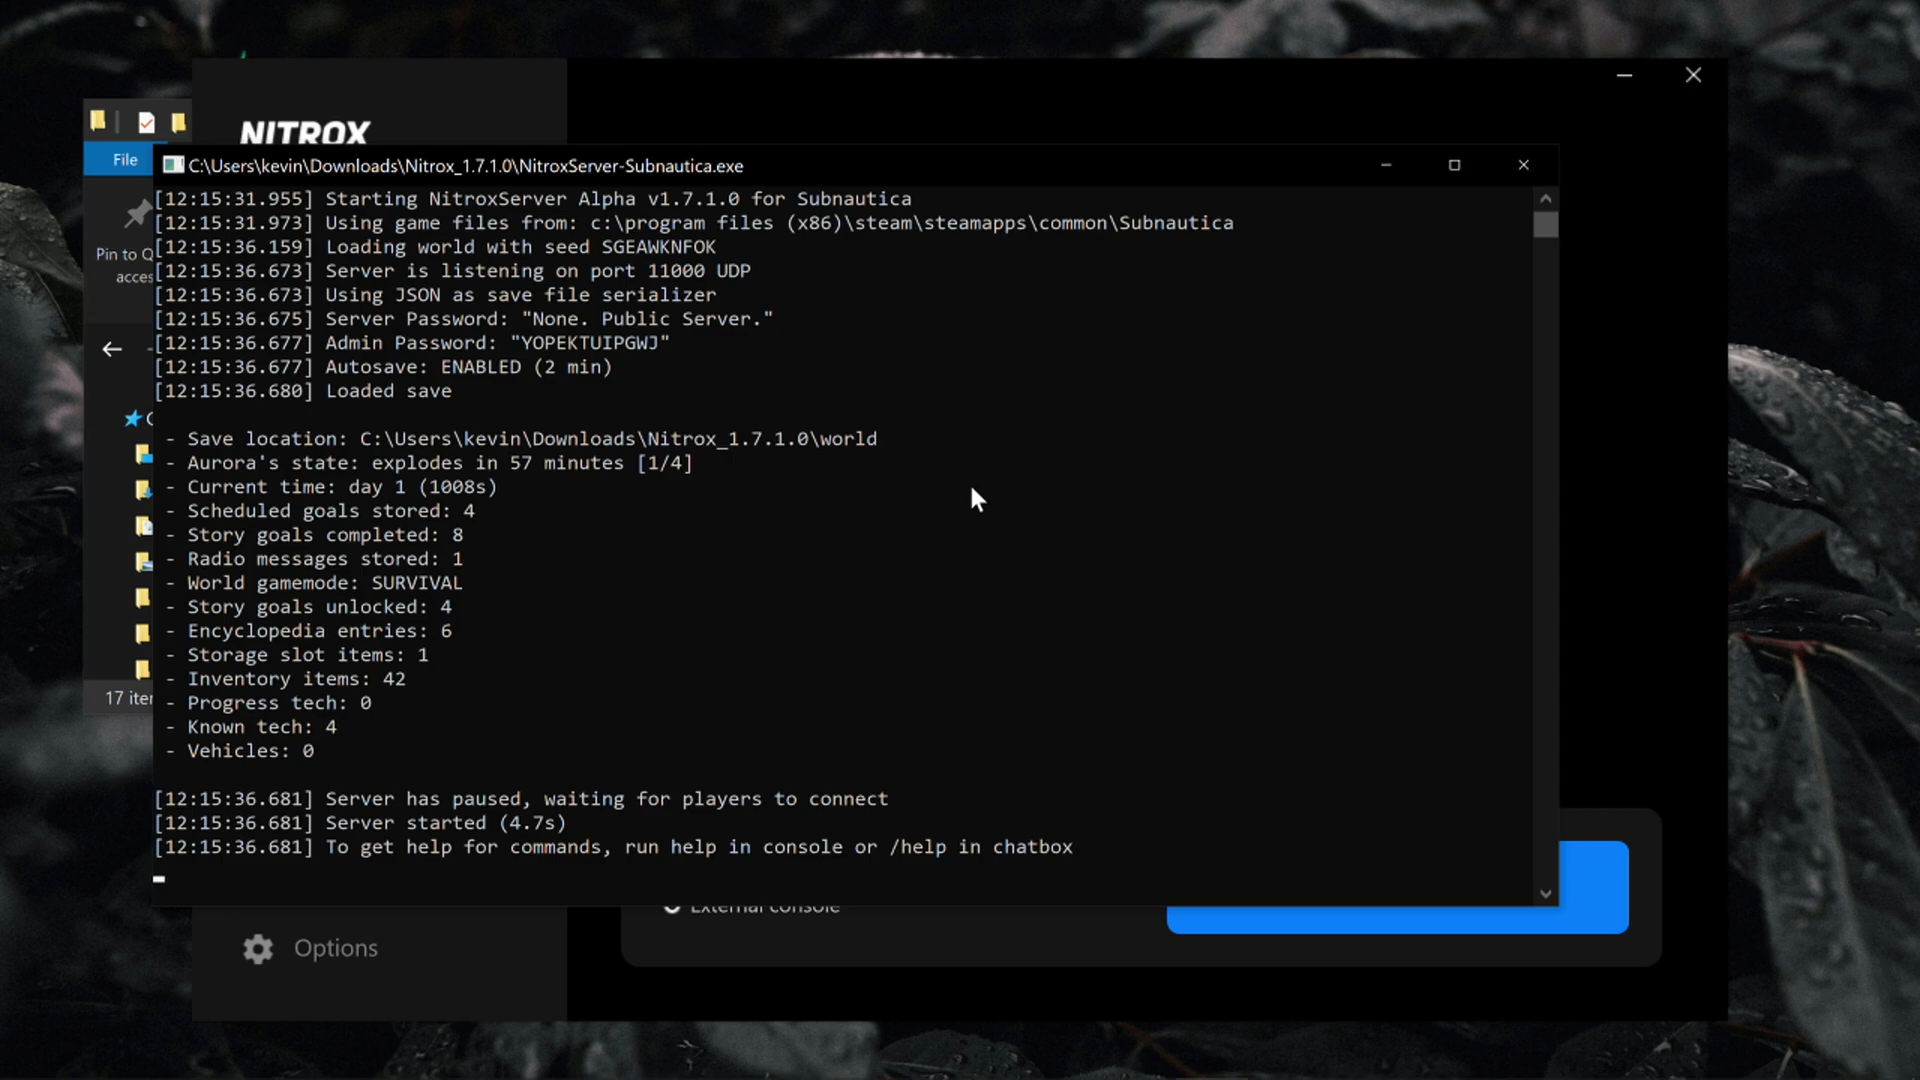 NITROX
File
C:\Users\kevin\Downloads\Nitrox_1.7.1.0\NitroxServer-Subnautica.exe
Pin to Q
acces
17 iter
[12:15:31.955] Starting NitroxServer Alpha v1.7.1.0 for Subnautica
[12:15:31.973] Using game files from: c:\program files (x86)\steam\steamapps\common\Subnautica
[12:15:36.159] Loading world with seed SGEAWKNFOK
[12:15:36.673] Server is listening on port 11000 UDP
[12:15:36.673] Using JSON as save file serializer
[12:15:36.675] Server Password: "None. Public Server."
[12:15:36.677] Admin Password: "YOPEKTUIPGWJ"
[12:15:36.677] Autosave: ENABLED (2 min)
[12:15:36.680] Loaded save
- Save location: C:\Users\kevin\Downloads\Nitrox_1.7.1.0\world
- Aurora's state: explodes in 57 minutes [1/4]
- Current time: day 1 (1008s)
- Scheduled goals stored: 4
- Story goals completed: 8
- Radio messages stored: 1
- World gamemode: SURVIVAL
- Story goals unlocked: 4
- Encyclopedia entries: 6
- Storage slot items: 1
- Inventory items: 42
- Progress tech: 0
- Known tech: 4
- Vehicles: 0
[12:15:36.681] Server has paused, waiting for players to connect
[12:15:36.681] Server started (4.7s)
[12:15:36.681] To get help for commands, run help in console or /help in chatbox
External console
Options